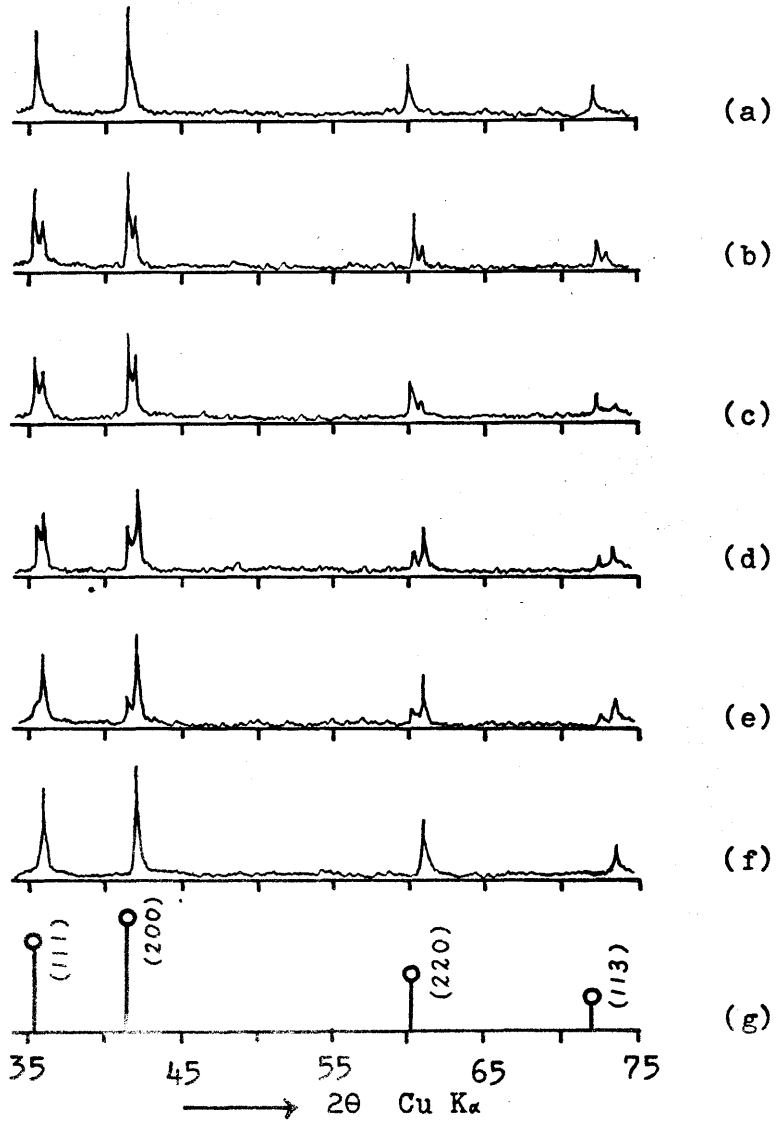 (a)
(b)
(c)
(d)
(e)
(f)
(111)
(200)
(220)
(113)
(g)
35 45 55 65 75
2θ Cu Kα